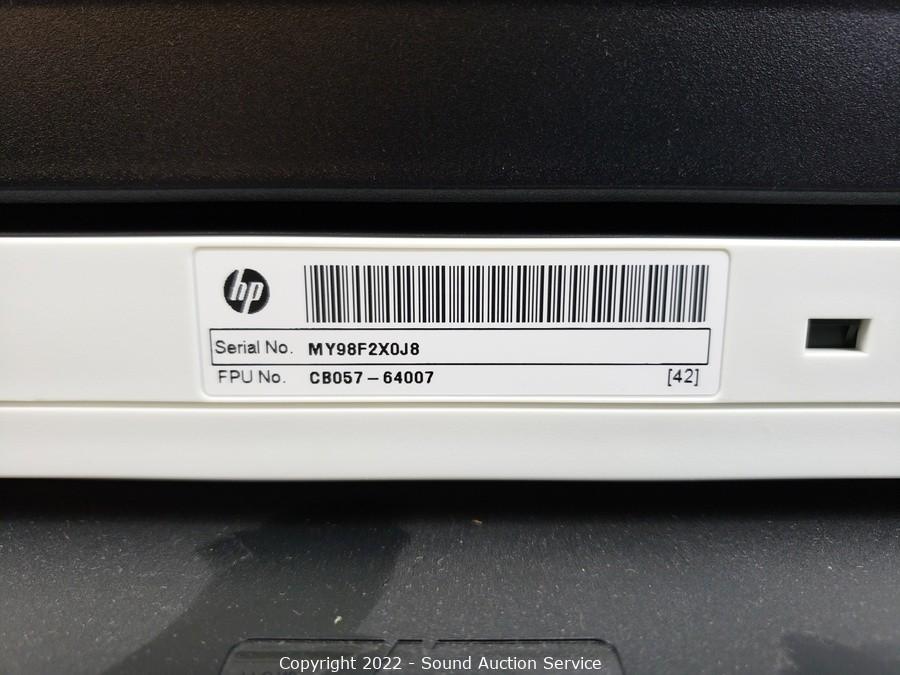 hp
Serial No. MY98F2X0J8
FPU No. CB057-64007 [42]
Copyright 2022 - Sound Auction Service